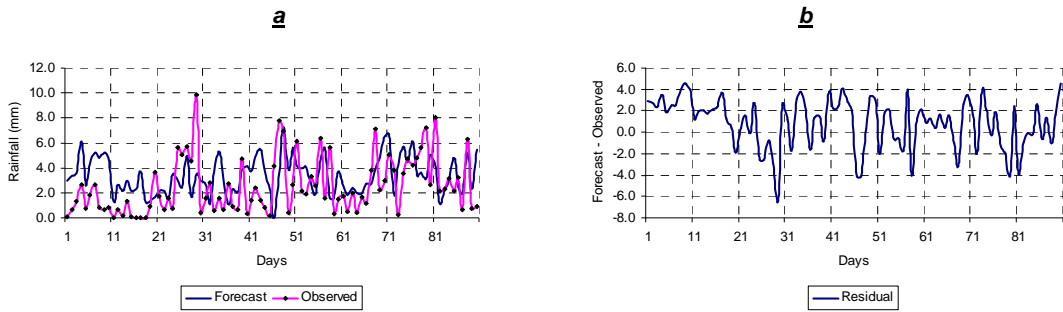 a
12.0
10.0
8.0
6.0
4.0
2.0
0.0
Rainfall (mm)
1 11 21 31 41 51 61 71 81
Days
Forecast Observed
b
6.0
4.0
2.0
0.0
-2.0
-4.0
-6.0
-8.0
Forecast - Observed
1 11 21 31 41 51 61 71 81
Days
Residual